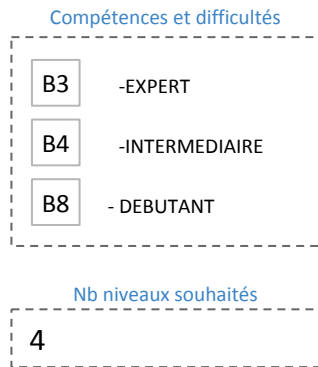 Compétences et difficultés
B3 -EXPERT
B4 -INTERMEDIAIRE
B8 - DEBUTANT
Nb niveaux souhaités
4